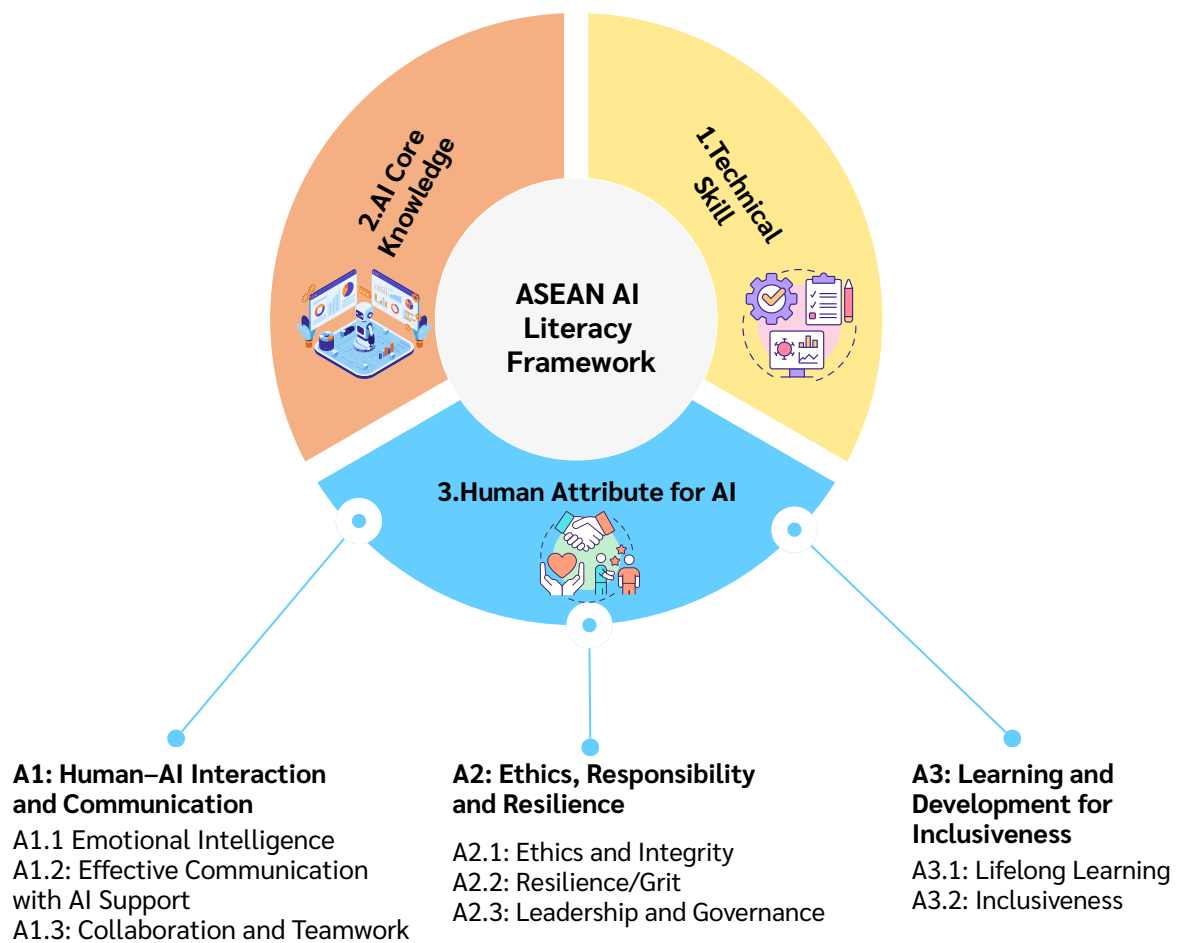 2.AI Core
Knowledge
1.Technical
Skill
ASEAN AI
Literacy
Framework
3.Human Attribute for AI
A1: Human–AI Interaction
and Communication
A1.1 Emotional Intelligence
A1.2: Effective Communication
with AI Support
A1.3: Collaboration and Teamwork
A2: Ethics, Responsibility
and Resilience
A2.1: Ethics and Integrity
A2.2: Resilience/Grit
A2.3: Leadership and Governance
A3: Learning and
Development for
Inclusiveness
A3.1: Lifelong Learning
A3.2: Inclusiveness